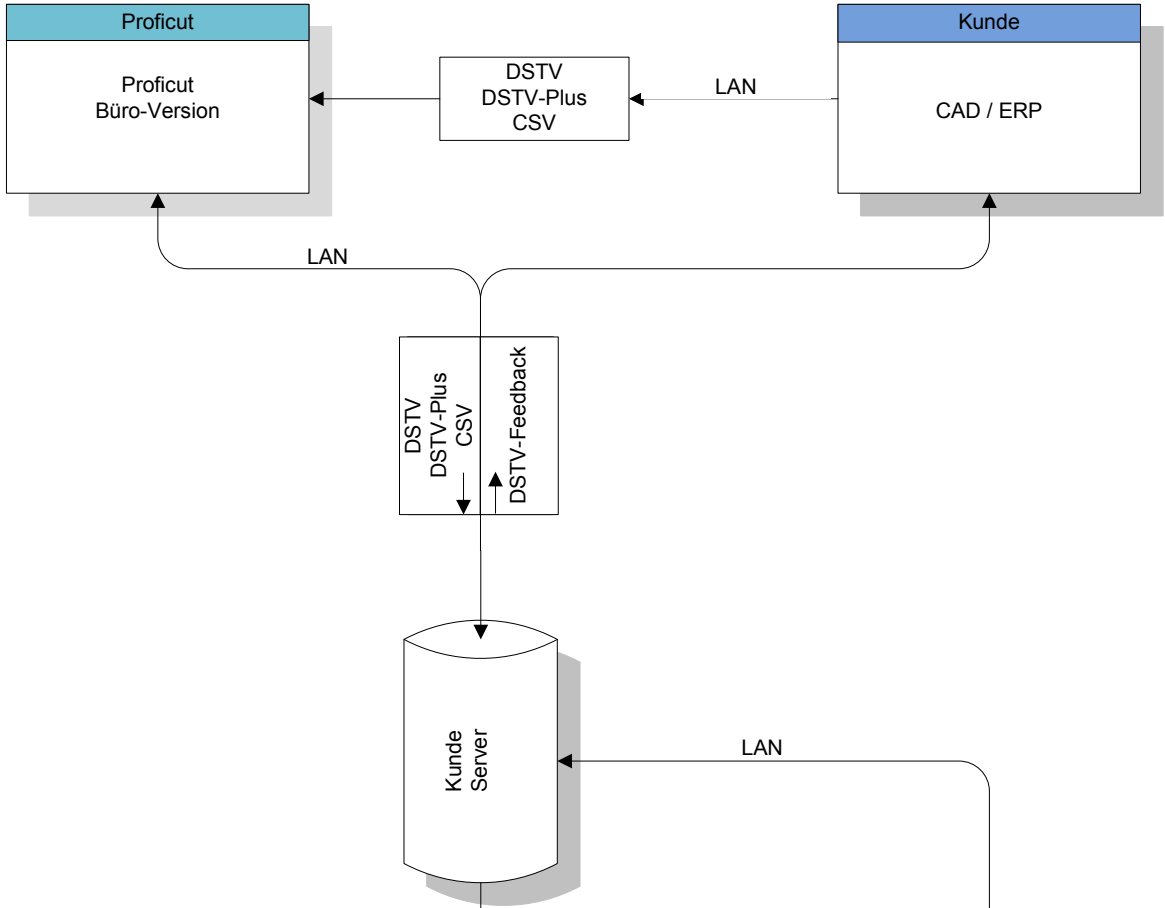 Proficut
Kunde
Proficut
Büro-Version
DSTV
DSTV-Plus
CSV
LAN
CAD / ERP
LAN
DSTV
DSTV-Plus
CSV
DSTV-Feedback
Kunde
Server
LAN